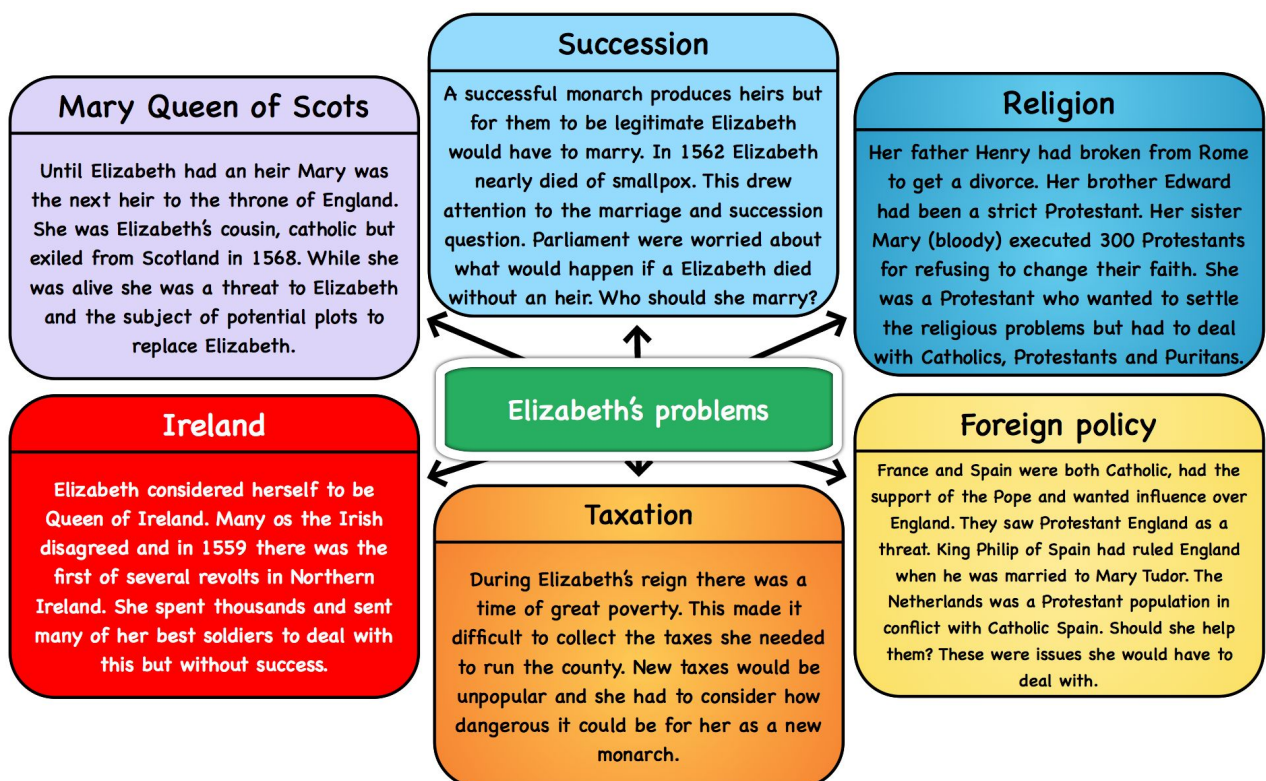 Succession
A successful monarch produces heirs but
for them to be legitimate Elizabeth
would have to marry. In 1562 Elizabeth
nearly died of smallpox. This drew
attention to the marriage and succession
question. Parliament were worried about
what would happen if a Elizabeth died
without an heir. Who should she marry?
Mary Queen of Scots
Until Elizabeth had an heir Mary was
the next heir to the throne of England.
She was Elizabeth's cousin, catholic but
exiled from Scotland in 1568. While she
was alive she was a threat to Elizabeth
and the subject of potential plots to
replace Elizabeth.
Religion
Her father Henry had broken from Rome
to get a divorce. Her brother Edward
had been a strict Protestant. Her sister
Mary (bloody) executed 300 Protestants
for refusing to change their faith. She
was a Protestant who wanted to settle
the religious problems but had to deal
with Catholics, Protestants and Puritans.
Elizabeth's problems
Ireland
Elizabeth considered herself to be
Queen of Ireland. Many os the Irish
disagreed and in 1559 there was the
first of several revolts in Northern
Ireland. She spent thousands and sent
many of her best soldiers to deal with
this but without success.
Taxation
During Elizabeth's reign there was a
time of great poverty. This made it
difficult to collect the taxes she needed
to run the county. New taxes would be
unpopular and she had to consider how
dangerous it could be for her as a new
monarch.
Foreign policy
France and Spain were both Catholic, had the
support of the Pope and wanted influence over
England. They saw Protestant England as a
threat. King Philip of Spain had ruled England
when he was married to Mary Tudor. The
Netherlands was a Protestant population in
conflict with Catholic Spain. Should she help
them? These were issues she would have to
deal with.